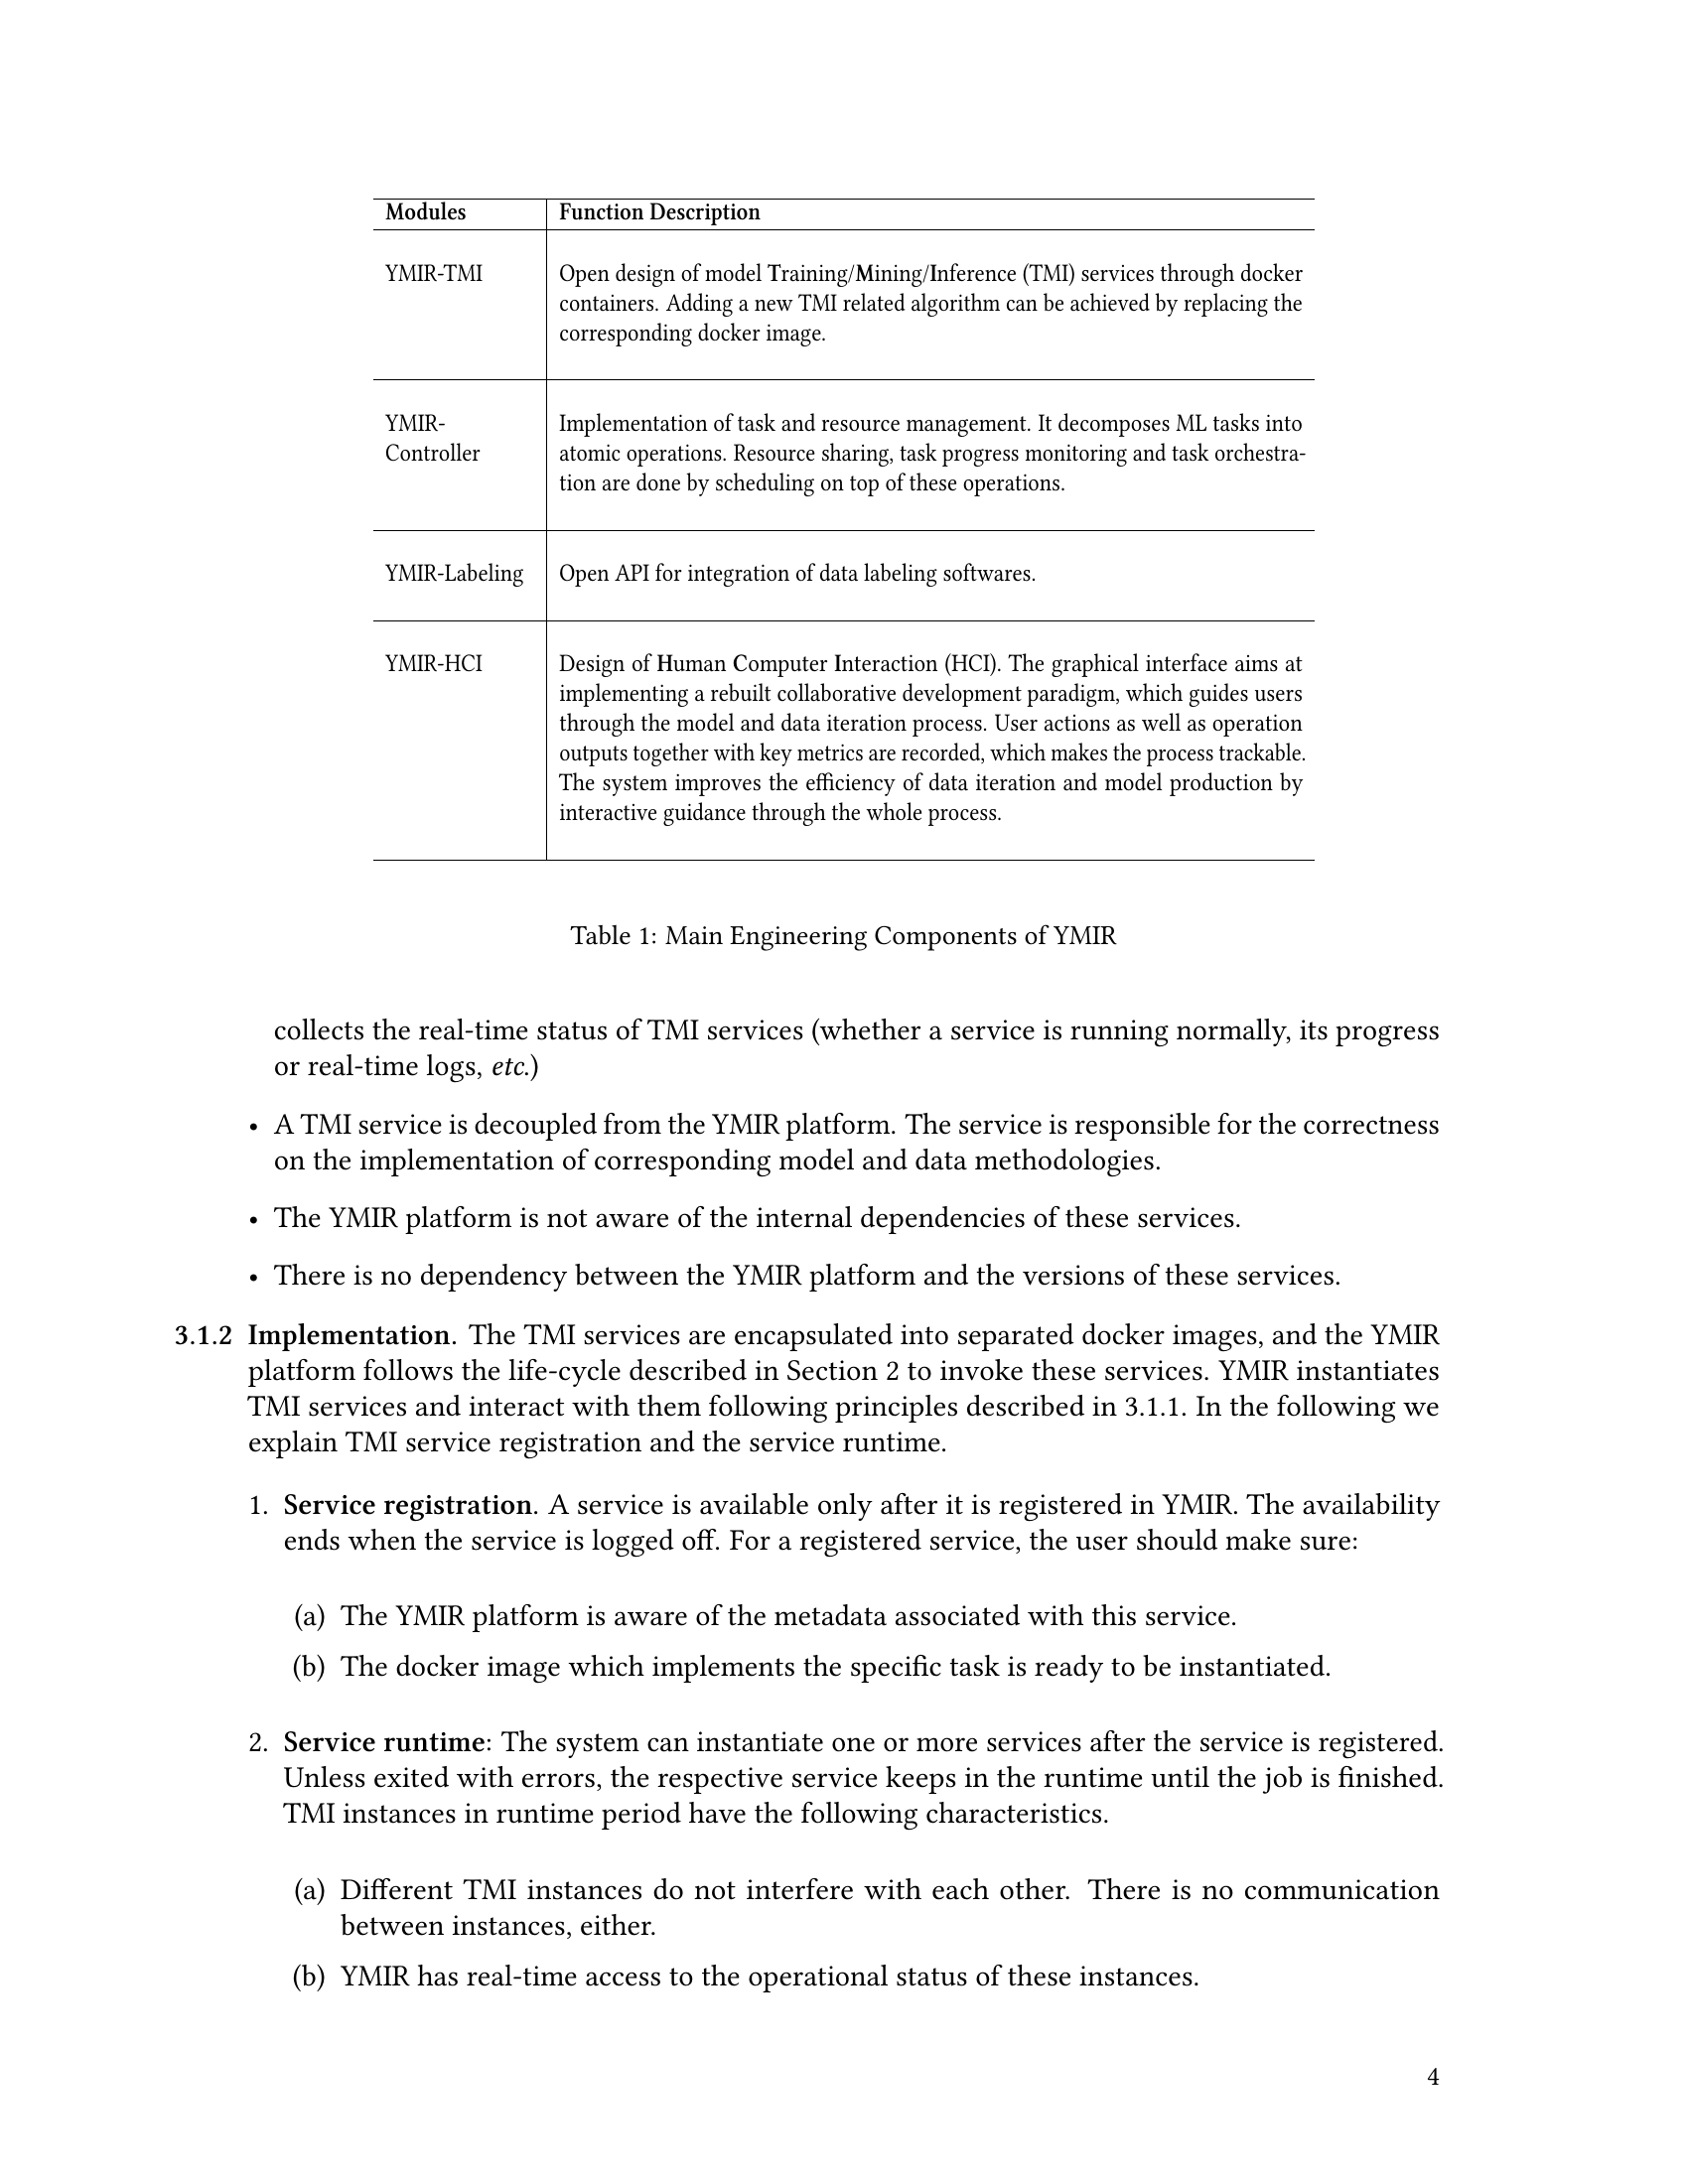 Modules Function Description
YMIR-TMI Open design of model Training/Mining/Inference (TMI) services through docker
containers. Adding a new TMI related algorithm can be achieved by replacing the
corresponding docker image.
YMIR- Implementation of task and resource management. It decomposes ML tasks into
Controller atomic operations. Resource sharing, task progress monitoring and task orchestra-
tion are done by scheduling on top of these operations.
YMIR-Labeling Open API for integration of data labeling softwares.
YMIR-HCI Design of Human Computer Interaction (HCI). The graphical interface aims at
implementing a rebuilt collaborative development paradigm, which guides users
through the model and data iteration process. User actions as well as operation
outputs together with key metrics are recorded, which makes the process trackable.
The system improves the efficiency of data iteration and model production by
interactive guidance through the whole process.
Table 1: Main Engineering Components of YMIR
collects the real-time status of TMI services (whether a service is running normally, its progress
or real-time logs, etc.)
• A TMI service is decoupled from the YMIR platform. The service is responsible for the correctness
on the implementation of corresponding model and data methodologies.
• The YMIR platform is not aware of the internal dependencies of these services.
• There is no dependency between the YMIR platform and the versions of these services.
3.1.2 Implementation. The TMI services are encapsulated into separated docker images, and the YMIR
platform follows the life-cycle described in Section 2 to invoke these services. YMIR instantiates
TMI services and interact with them following principles described in 3.1.1. In the following we
explain TMI service registration and the service runtime.
1. Service registration. A service is available only after it is registered in YMIR. The availability
ends when the service is logged off. For a registered service, the user should make sure:
(a) The YMIR platform is aware of the metadata associated with this service.
(b) The docker image which implements the specific task is ready to be instantiated.
2. Service runtime: The system can instantiate one or more services after the service is registered.
Unless exited with errors, the respective service keeps in the runtime until the job is finished.
TMI instances in runtime period have the following characteristics.
(a) Different TMI instances do not interfere with each other. There is no communication
between instances, either.
(b) YMIR has real-time access to the operational status of these instances.
4